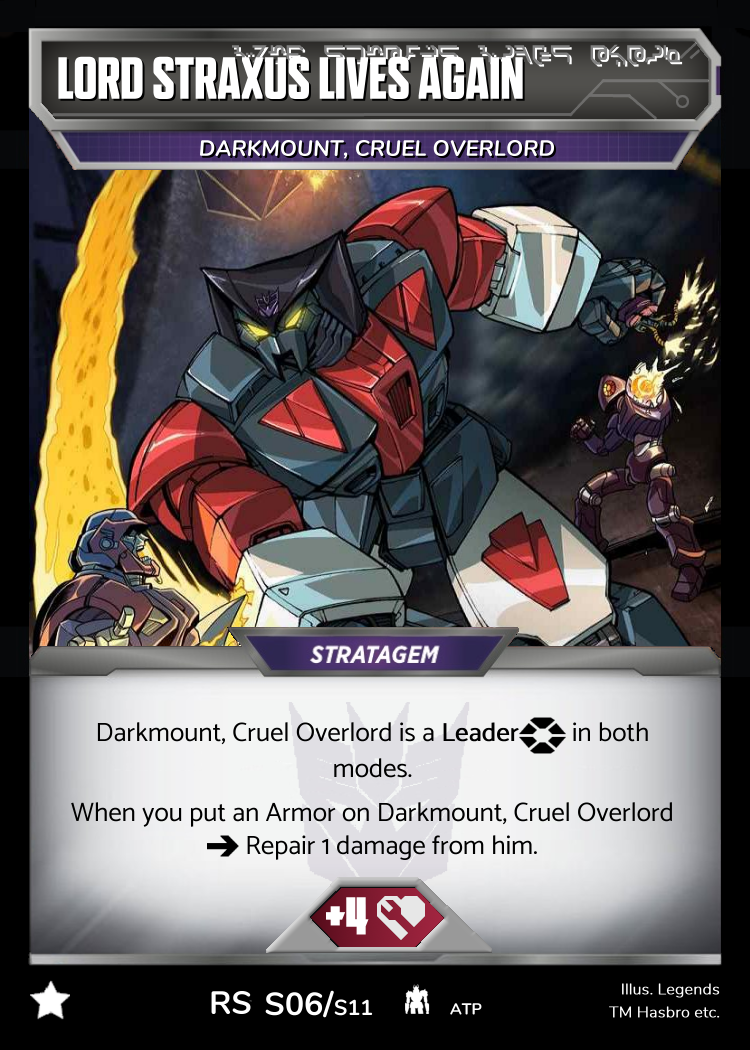 LORD STRAXUS LIVES AGAIN
DARKMOUNT, CRUEL OVERLORD
STRATAGEM
Darkmount, Cruel Overlord is a Leader in both
modes.
When you put an Armor on Darkmount, Cruel Overlord
➔ Repair 1 damage from him.
+4
RS S06/S11 ATP
Illus. Legends
TM Hasbro etc.